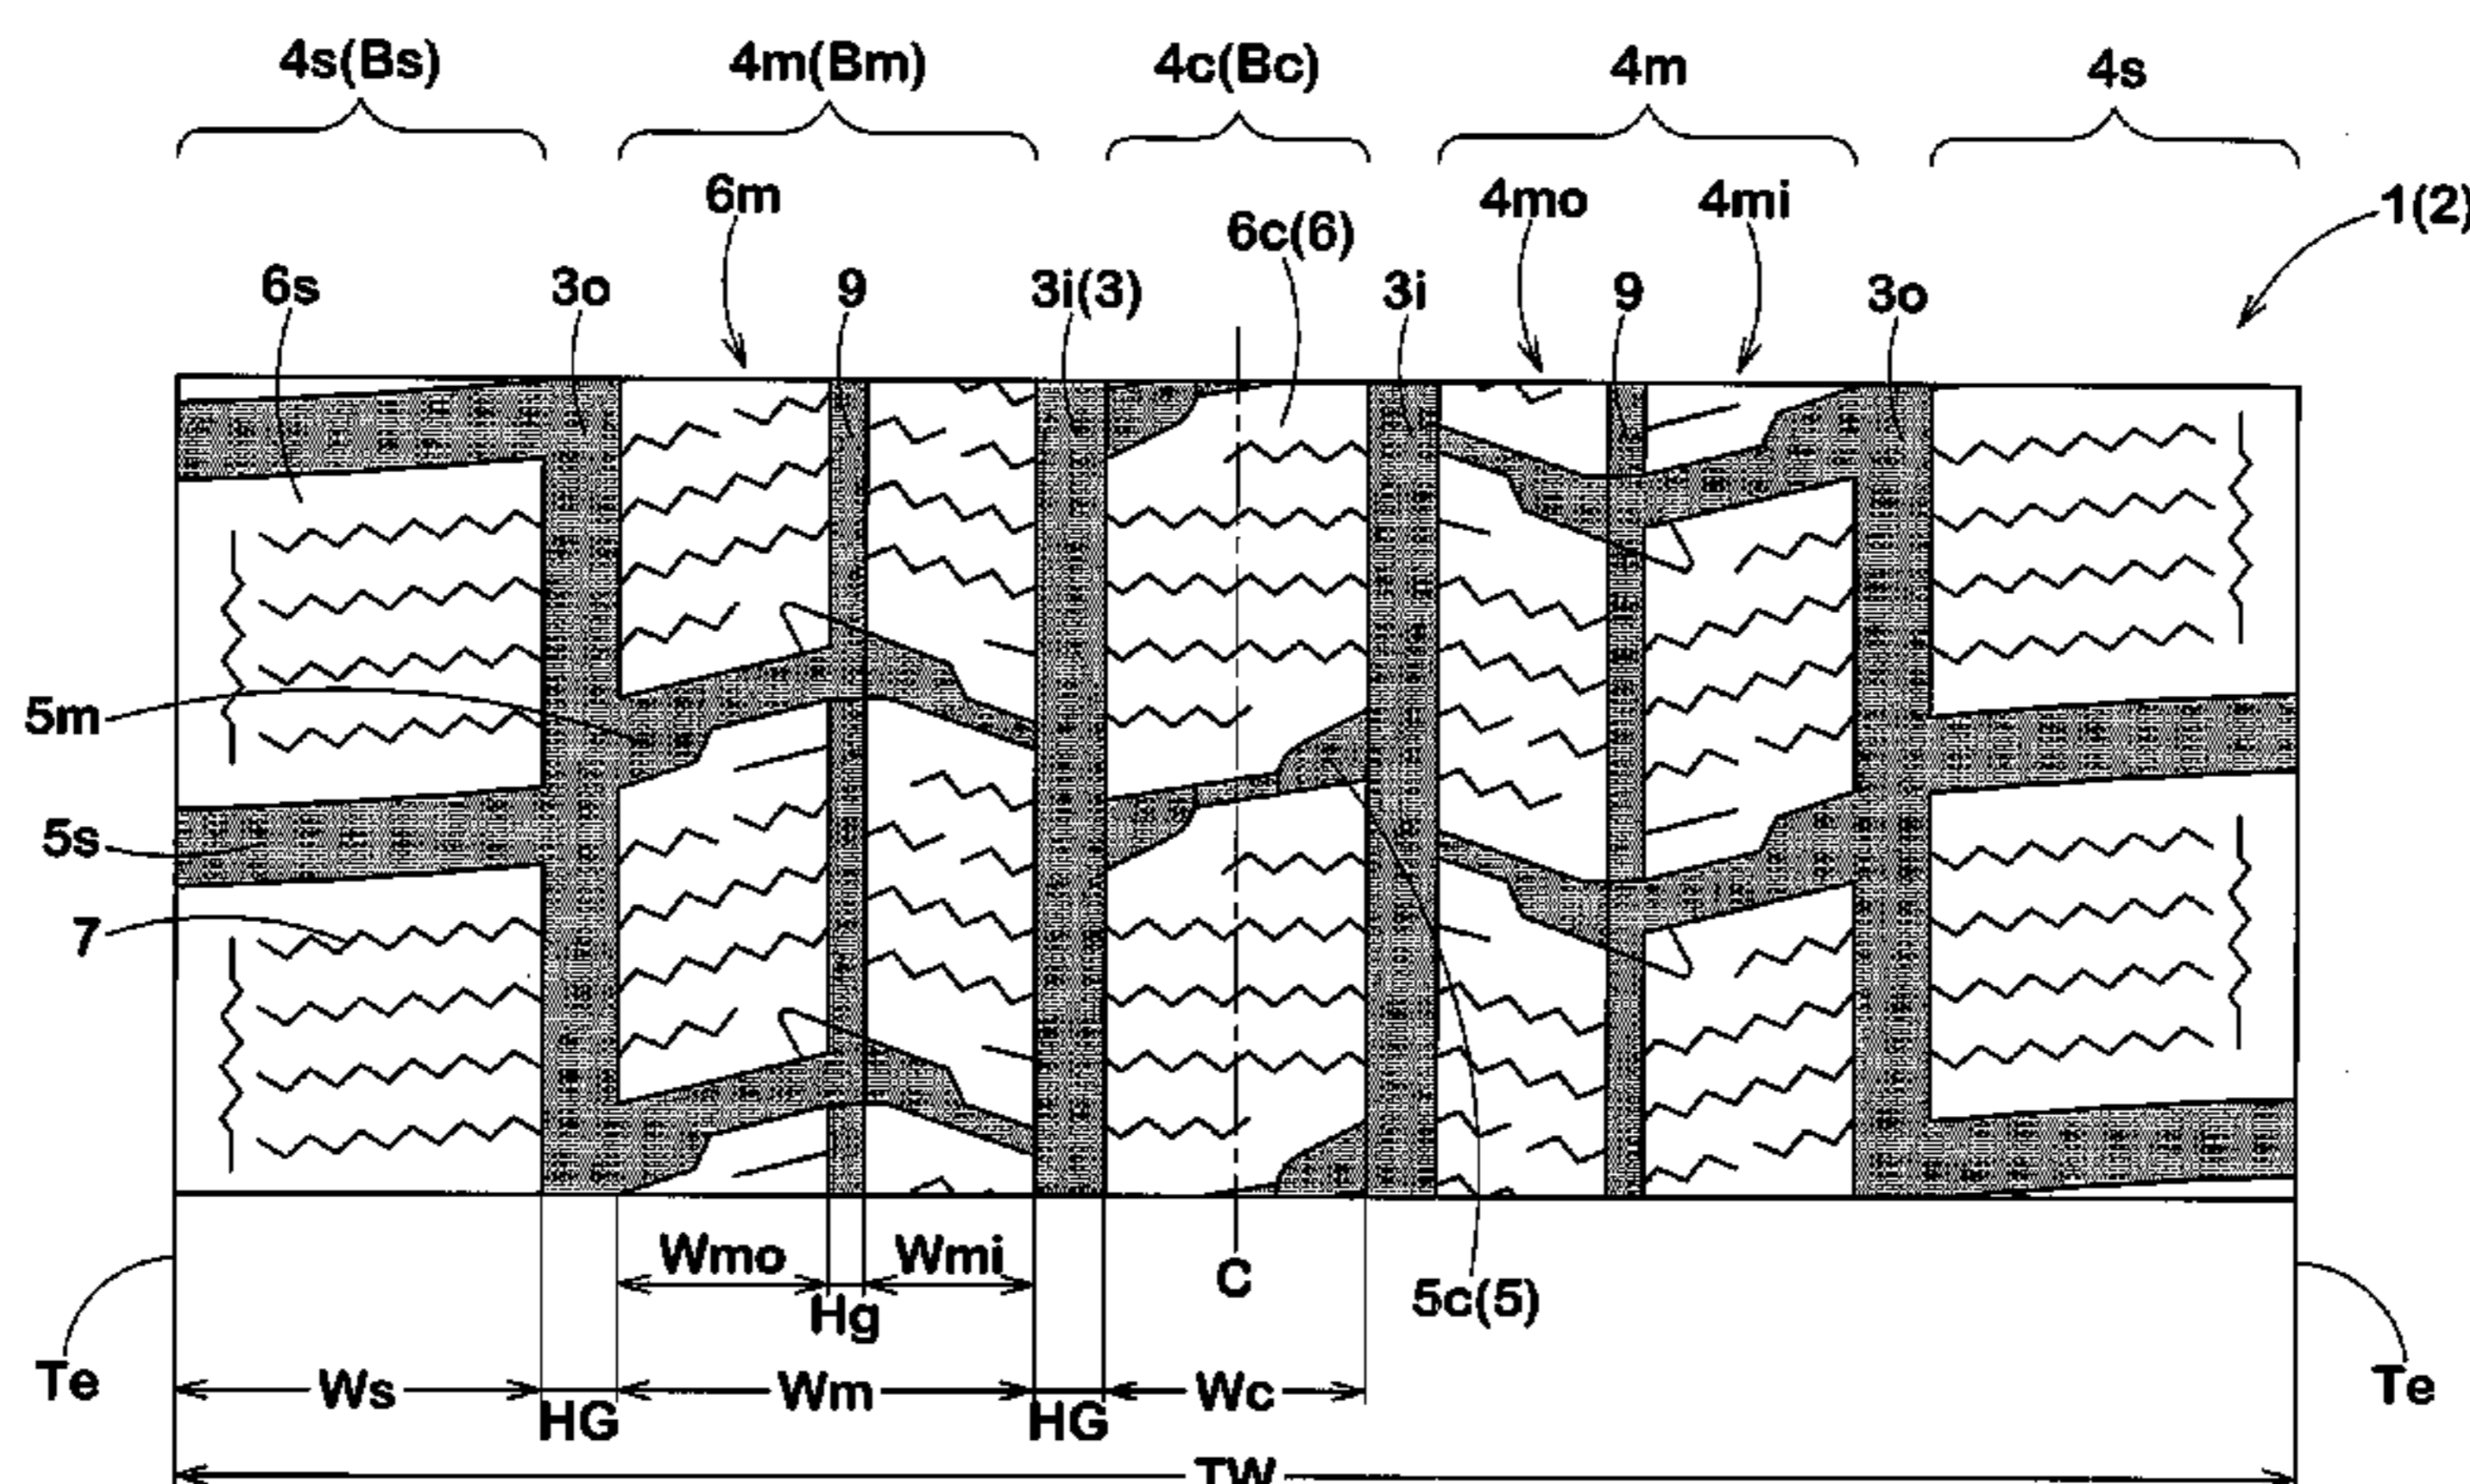 4s(Bs) 4m(Bm) 4c(Bc) 4m 4s
6m 4mo 4mi 1(2)
6c(6)
6s 3o 9 3i(3) 3i 9 3o
5m
5s
7
Wmo Wmi C
Hg 5c(5)
Te Ws Wm Wc Te
HG HG
TW